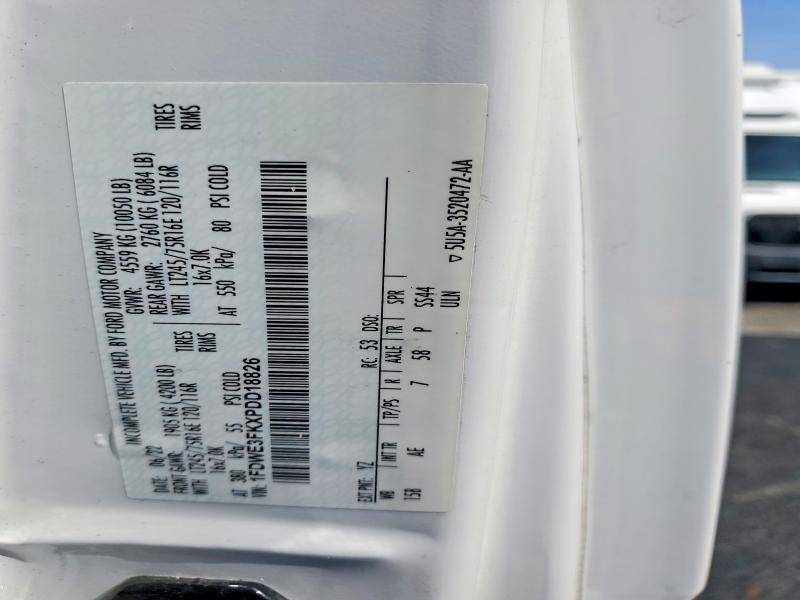 INCOMPLETE VEHICLE MFD. BY FORD MOTOR COMPANY
DATE: 06/22 GVWR: 4559 KG (10050 LB)
FRONT GAWR: 1905 KG (4200 LB) REAR GAWR: 2760 KG (6084 LB)
WITH LT245/75R16E 120/116R TIRES WITH LT245/75R16E 120/116R TIRES
16x7.0K RIMS 16x7.0K RIMS
AT 380 kPa/ 55 PSI COLD AT 550 kPa/ 80 PSI COLD
VIN: 1FDWE3FKXPDD18826
EXT PNT: YZ RC: 53 DSO:
WB INT TR TP/PS R AXLE TR SPR
158 AE 7 58 P SS44
ULN
▽ 5U5A-3520472-AA